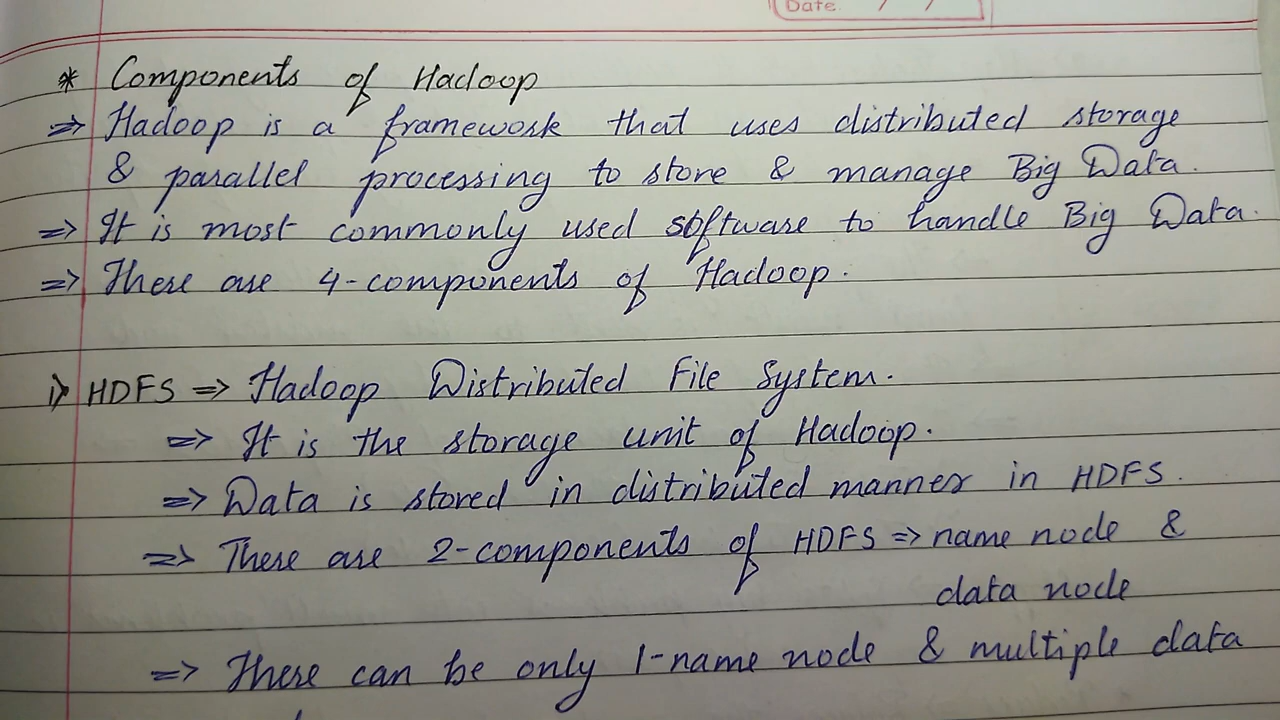 Date / /
* Components of Hadoop
⇒ Hadoop is a framework that uses distributed storage
& parallel processing to store & manage Big Data.
⇒ It is most commonly used software to handle Big Data.
⇒ There are 4-components of Hadoop.
i) HDFS ⇒ Hadoop Distributed File System.
⇒ It is the storage unit of Hadoop.
⇒ Data is stored in distributed manner in HDFS.
⇒ There are 2-components of HDFS ⇒ name node &
data node
⇒ There can be only 1-name node & multiple data